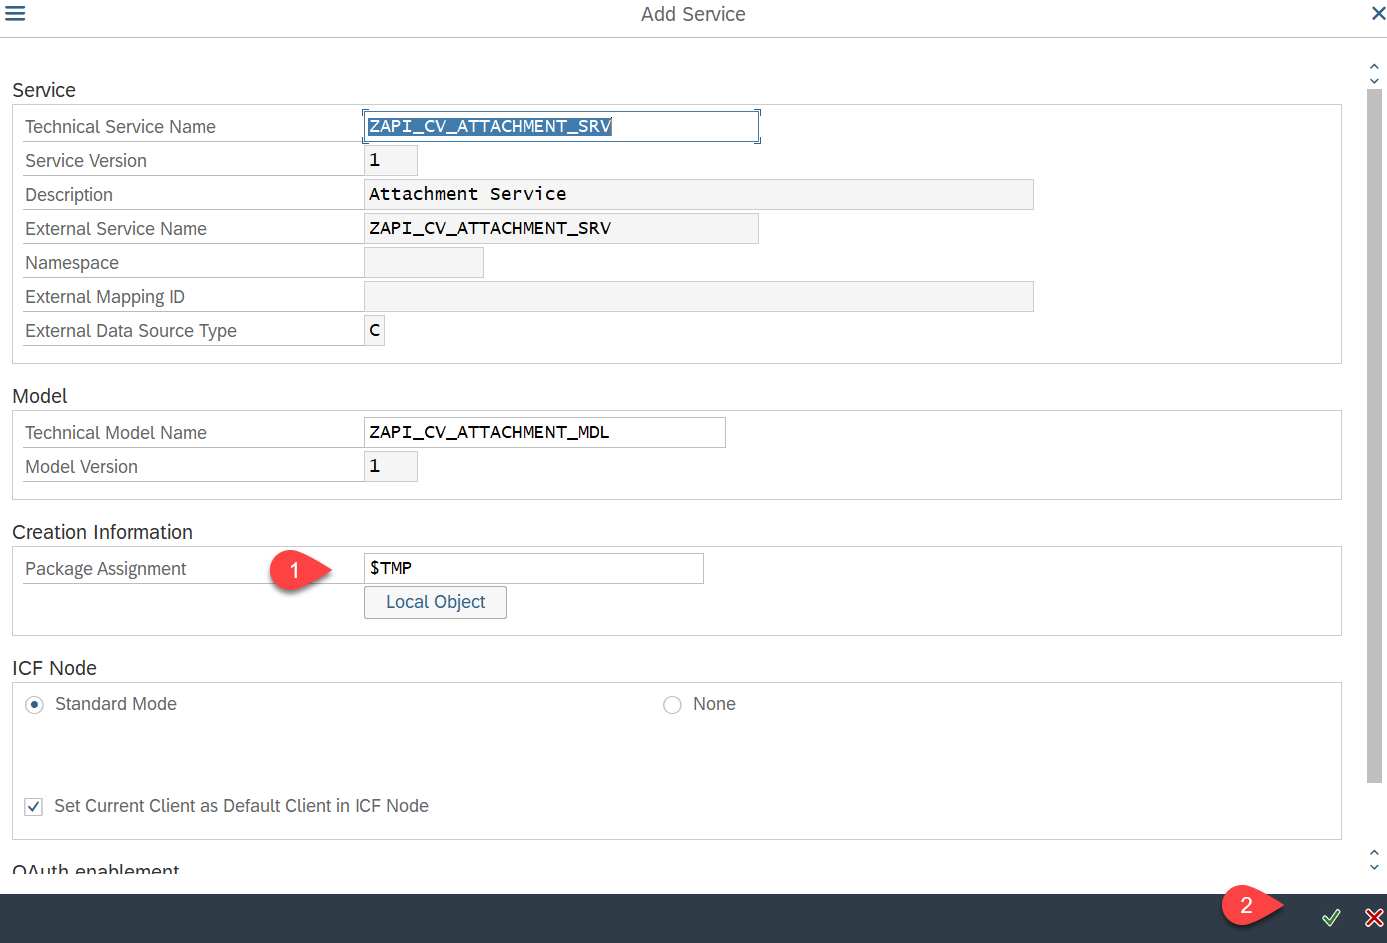 Add Service
Service
Technical Service Name ZAPI_CV_ATTACHMENT_SRV
Service Version 1
Description Attachment Service
External Service Name ZAPI_CV_ATTACHMENT_SRV
Namespace
External Mapping ID
External Data Source Type C
Model
Technical Model Name ZAPI_CV_ATTACHMENT_MDL
Model Version 1
Creation Information
Package Assignment 1 $TMP
Local Object
ICF Node
Standard Mode None
Set Current Client as Default Client in ICF Node
OAuth enablement
2